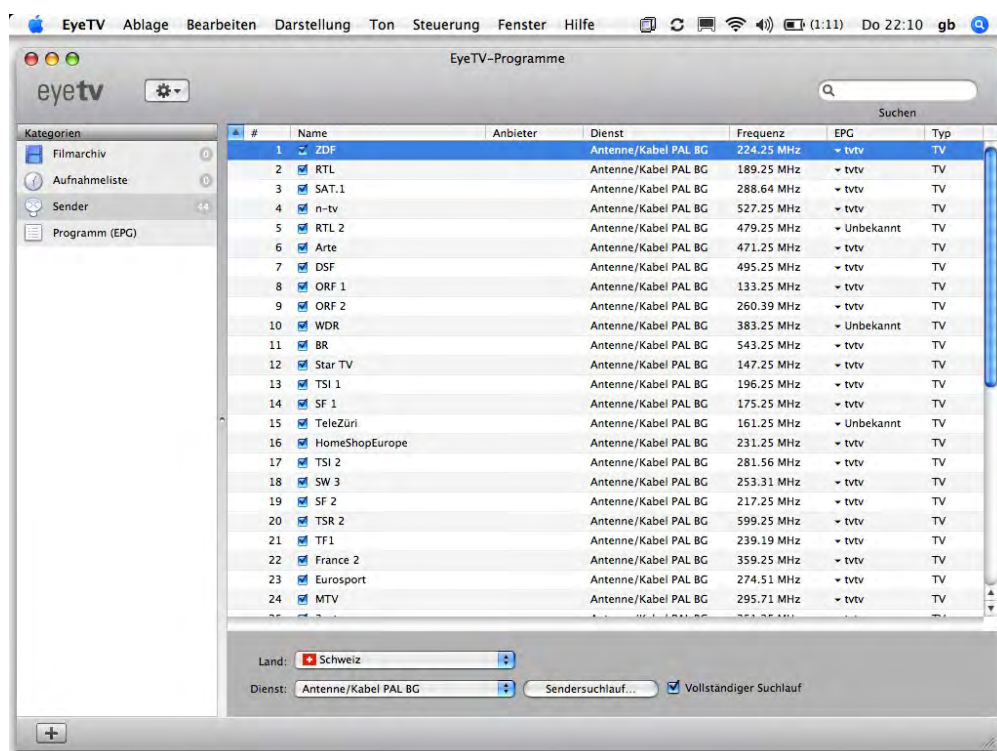 EyeTV Ablage Bearbeiten Darstellung Ton Steuerung Fenster Hilfe (1:11) Do 22:10 gb
EyeTV-Programme
eyetv
Suchen
Kategorien
Filmarchiv 0
Aufnahmeliste 0
Sender 44
Programm (EPG)
# Name Anbieter Dienst Frequenz EPG Typ
1 ZDF Antenne/Kabel PAL BG 224.25 MHz tvtv TV
2 RTL Antenne/Kabel PAL BG 189.25 MHz tvtv TV
3 SAT.1 Antenne/Kabel PAL BG 288.64 MHz tvtv TV
4 n-tv Antenne/Kabel PAL BG 527.25 MHz tvtv TV
5 RTL 2 Antenne/Kabel PAL BG 479.25 MHz Unbekannt TV
6 Arte Antenne/Kabel PAL BG 471.25 MHz tvtv TV
7 DSF Antenne/Kabel PAL BG 495.25 MHz tvtv TV
8 ORF 1 Antenne/Kabel PAL BG 133.25 MHz tvtv TV
9 ORF 2 Antenne/Kabel PAL BG 260.39 MHz tvtv TV
10 WDR Antenne/Kabel PAL BG 383.25 MHz Unbekannt TV
11 BR Antenne/Kabel PAL BG 543.25 MHz tvtv TV
12 Star TV Antenne/Kabel PAL BG 147.25 MHz tvtv TV
13 TSI 1 Antenne/Kabel PAL BG 196.25 MHz tvtv TV
14 SF 1 Antenne/Kabel PAL BG 175.25 MHz tvtv TV
15 TeleZüri Antenne/Kabel PAL BG 161.25 MHz Unbekannt TV
16 HomeShopEurope Antenne/Kabel PAL BG 231.25 MHz tvtv TV
17 TSI 2 Antenne/Kabel PAL BG 281.56 MHz tvtv TV
18 SW 3 Antenne/Kabel PAL BG 253.31 MHz tvtv TV
19 SF 2 Antenne/Kabel PAL BG 217.25 MHz tvtv TV
20 TSR 2 Antenne/Kabel PAL BG 599.25 MHz tvtv TV
21 TF1 Antenne/Kabel PAL BG 239.19 MHz tvtv TV
22 France 2 Antenne/Kabel PAL BG 359.25 MHz tvtv TV
23 Eurosport Antenne/Kabel PAL BG 274.51 MHz tvtv TV
24 MTV Antenne/Kabel PAL BG 295.71 MHz tvtv TV
Land: Schweiz
Dienst: Antenne/Kabel PAL BG Sendersuchlauf... Vollständiger Suchlauf